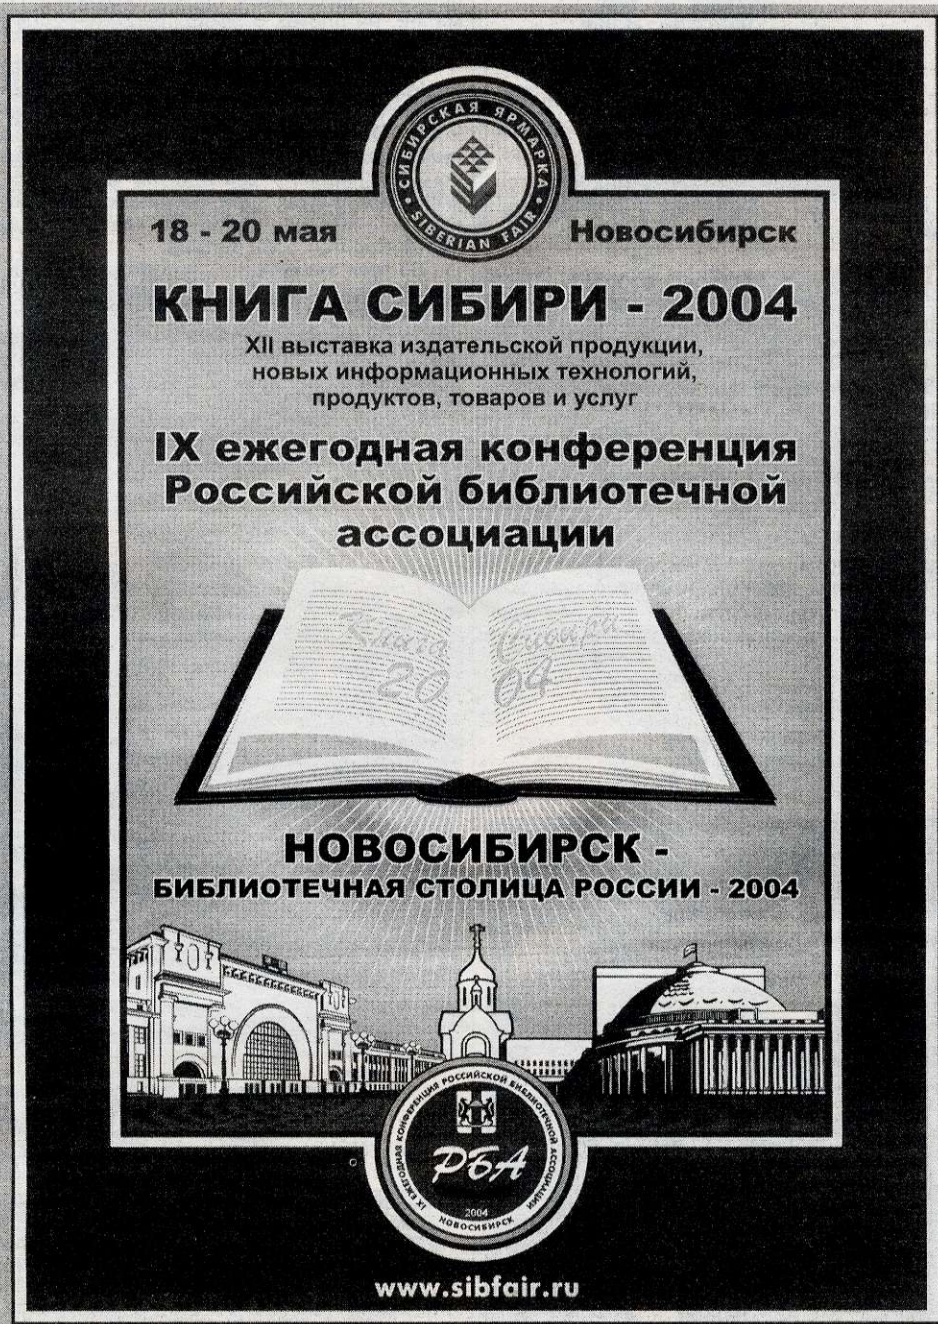 СИБИРСКАЯ ЯРМАРКА
SIBERIAN FAIR
18 - 20 мая
Новосибирск
КНИГА СИБИРИ - 2004
XII выставка издательской продукции,
новых информационных технологий,
продуктов, товаров и услуг
IX ежегодная конференция
Российской библиотечной
ассоциации
Книга Сибири
20 04
НОВОСИБИРСК -
БИБЛИОТЕЧНАЯ СТОЛИЦА РОССИИ - 2004
IX ЕЖЕГОДНАЯ КОНФЕРЕНЦИЯ РОССИЙСКОЙ БИБЛИОТЕЧНОЙ АССОЦИАЦИИ
РБА
2004
НОВОСИБИРСК
www.sibfair.ru